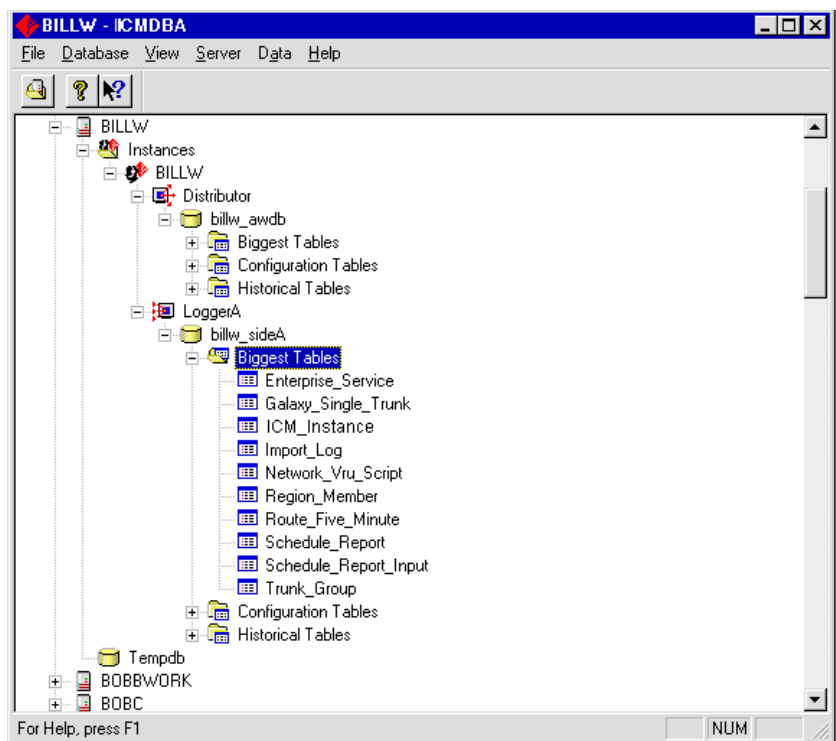 BILLW - ICMDBA
File Database View Server Data Help
BILLW
Instances
BILLW
Distributor
billw_awdb
Biggest Tables
Configuration Tables
Historical Tables
LoggerA
billw_sideA
Biggest Tables
Enterprise_Service
Galaxy_Single_Trunk
ICM_Instance
Import_Log
Network_Vru_Script
Region_Member
Route_Five_Minute
Schedule_Report
Schedule_Report_Input
Trunk_Group
Configuration Tables
Historical Tables
Tempdb
BOBBWORK
BOBC
For Help, press F1 NUM